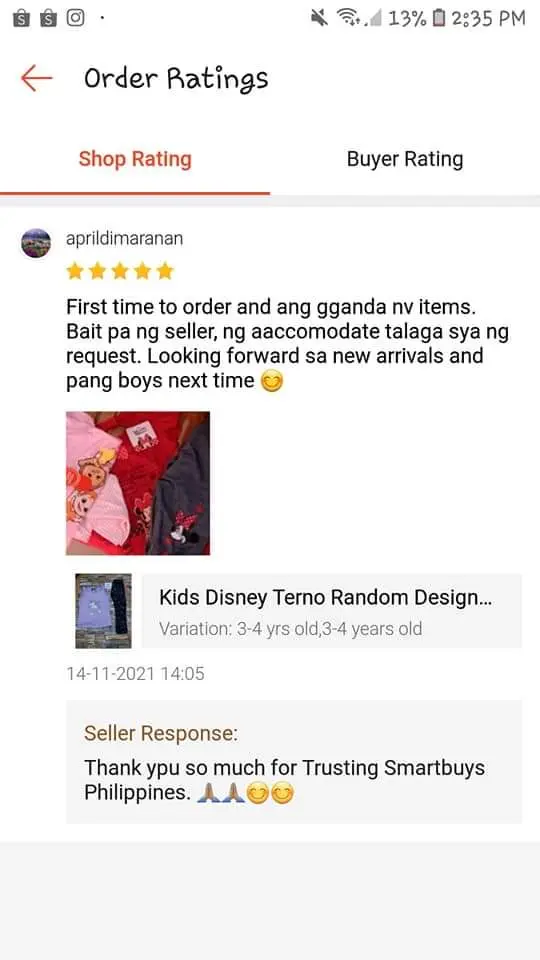 13% 2:35 PM
Order Ratings
Shop Rating
Buyer Rating
aprildimaranan
First time to order and ang gganda nv items.
Bait pa ng seller, ng aaccomodate talaga sya ng
request. Looking forward sa new arrivals and
pang boys next time 😊
Kids Disney Terno Random Design...
Variation: 3-4 yrs old,3-4 years old
14-11-2021 14:05
Seller Response:
Thank ypu so much for Trusting Smartbuys
Philippines. 🙏🙏😊😊